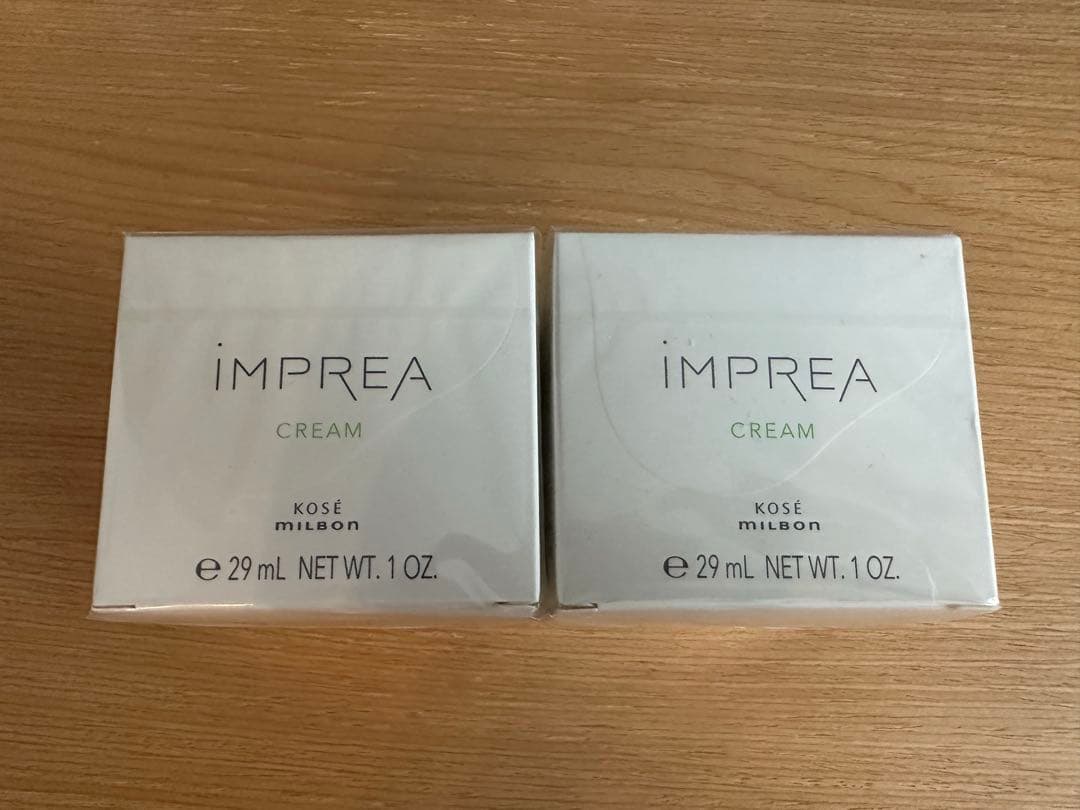 iMPREA
CREAM
KOSÉ
MILBON
℮ 29 mL NET WT. 1 OZ.
iMPREA
CREAM
KOSÉ
MILBON
℮ 29 mL NET WT. 1 OZ.